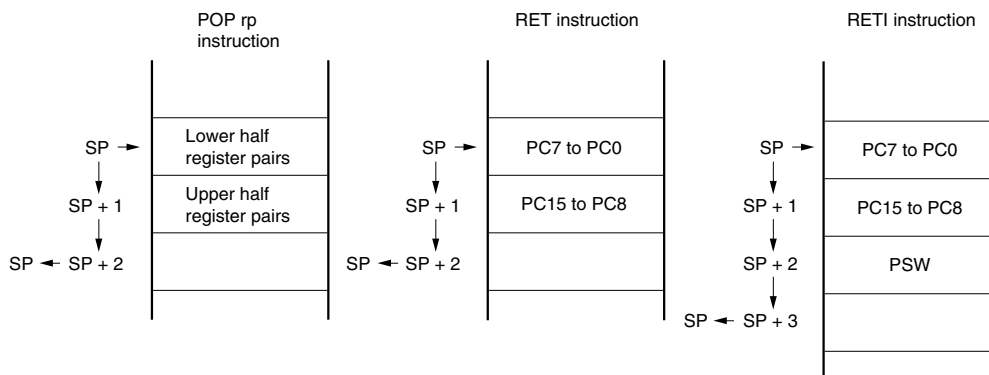 POP rp
instruction
SP
Lower half
register pairs
SP + 1
Upper half
register pairs
SP
SP + 2
RET instruction
SP
PC7 to PC0
SP + 1
PC15 to PC8
SP
SP + 2
RETI instruction
SP
PC7 to PC0
SP + 1
PC15 to PC8
SP + 2
PSW
SP
SP + 3